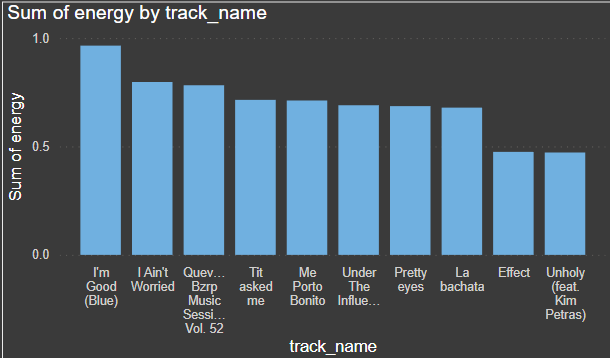 Sum of energy by track_name
1.0
0.5
0.0
Sum of energy
I'm
Good
(Blue)
I Ain't
Worried
Quev...
Bzrp
Music
Sessi...
Vol. 52
Tit
asked
me
Me
Porto
Bonito
Under
The
Influe...
Pretty
eyes
La
bachata
Effect
Unholy
(feat.
Kim
Petras)
track_name